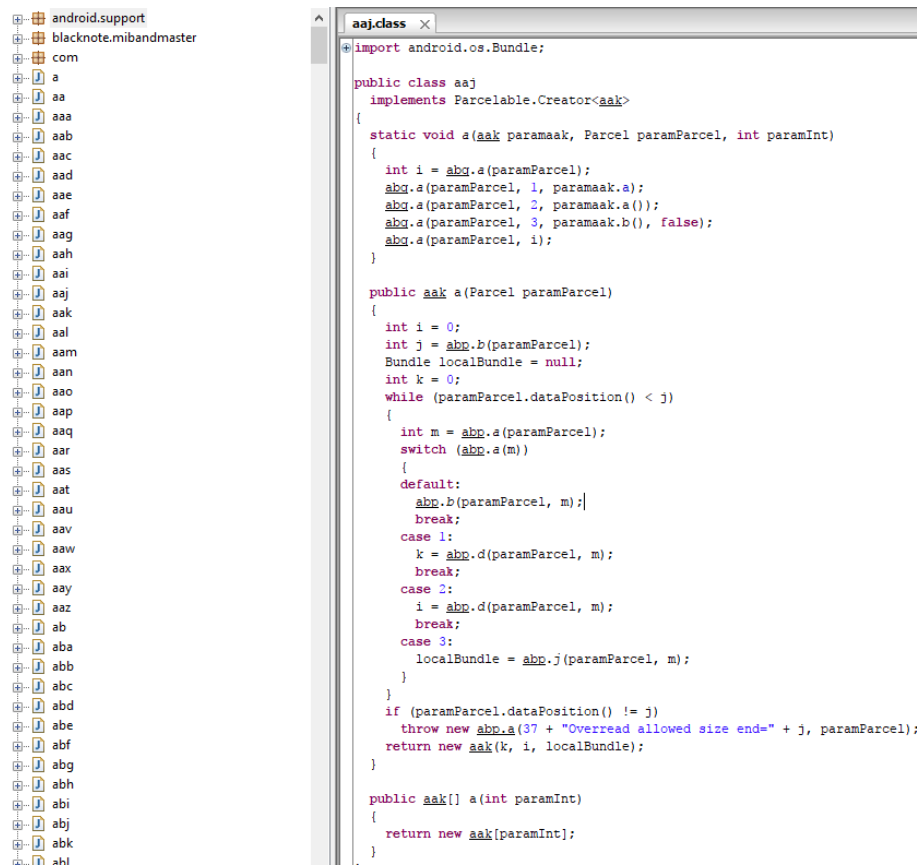 android.support
blacknote.mibandmaster
com
a
aa
aaa
aab
aac
aad
aae
aaf
aag
aah
aai
aaj
aak
aal
aam
aan
aao
aap
aaq
aar
aas
aat
aau
aav
aaw
aax
aay
aaz
ab
aba
abb
abc
abd
abe
abf
abg
abh
abi
abj
abk
abl
aaj.class
import android.os.Bundle;
public class aaj
implements Parcelable.Creator<aak>
{
static void a(aak paramaak, Parcel paramParcel, int paramInt)
{
int i = abq.a(paramParcel);
abq.a(paramParcel, 1, paramaak.a);
abq.a(paramParcel, 2, paramaak.a());
abq.a(paramParcel, 3, paramaak.b(), false);
abq.a(paramParcel, i);
}
public aak a(Parcel paramParcel)
{
int i = 0;
int j = abp.b(paramParcel);
Bundle localBundle = null;
int k = 0;
while (paramParcel.dataPosition() < j)
{
int m = abp.a(paramParcel);
switch (abp.a(m))
{
default:
abp.b(paramParcel, m);
break;
case 1:
k = abp.d(paramParcel, m);
break;
case 2:
i = abp.d(paramParcel, m);
break;
case 3:
localBundle = abp.j(paramParcel, m);
}
}
if (paramParcel.dataPosition() != j)
throw new abp.a(37 + "Overread allowed size end=" + j, paramParcel);
return new aak(k, i, localBundle);
}
public aak[] a(int paramInt)
{
return new aak[paramInt];
}